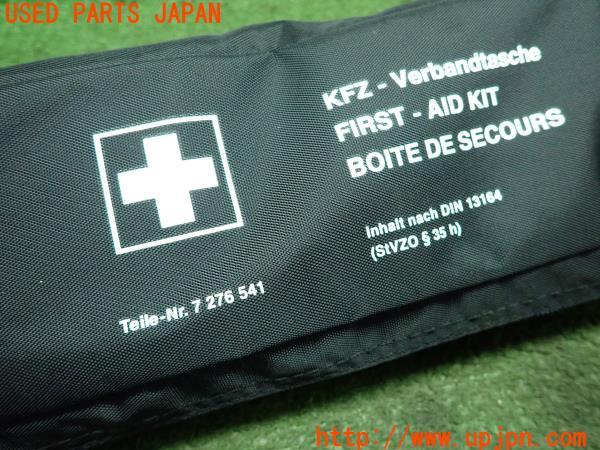 USED PARTS JAPAN
KFZ - Verbandtasche
FIRST - AID KIT
BOITE DE SECOURS
Inhalt nach DIN 13164
(StVZO § 35 h)
Teile-Nr. 7 276 541
http://www.upjpn.com/